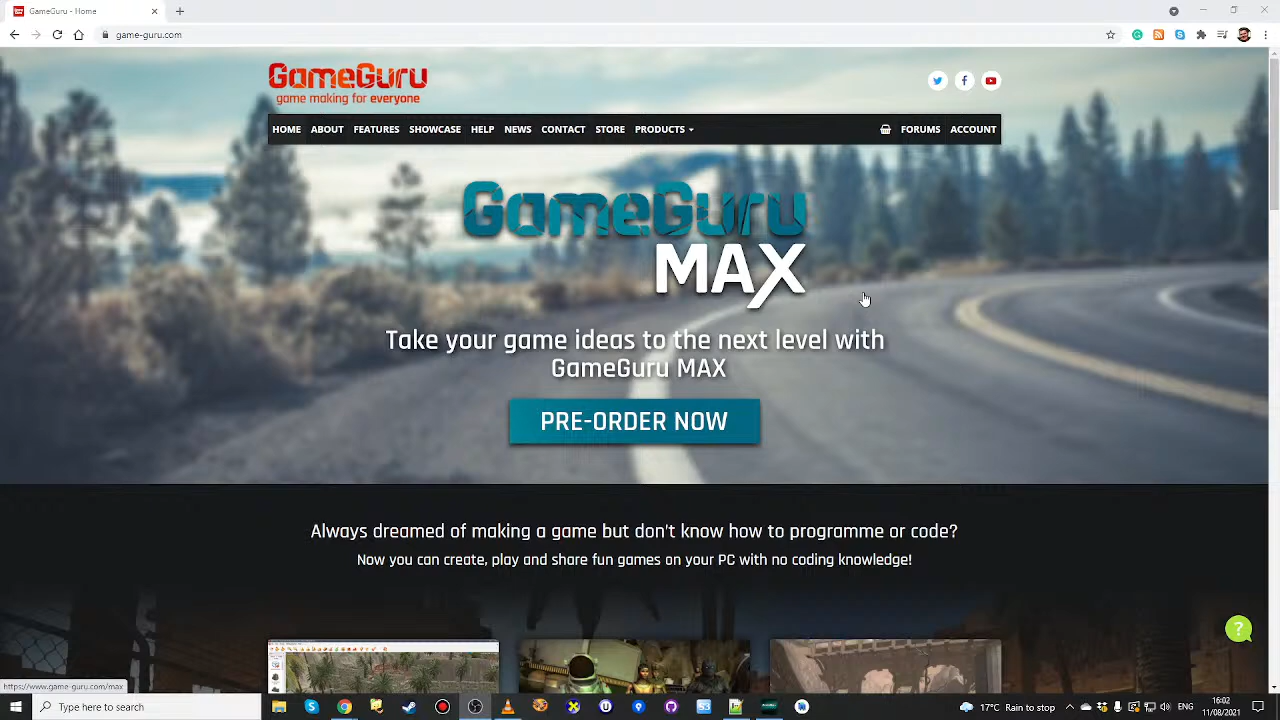 GameGuru - Home
game-guru.com
GameGuru
game making for everyone
HOME ABOUT FEATURES SHOWCASE HELP NEWS CONTACT STORE PRODUCTS FORUMS ACCOUNT
GameGuru
MAX
Take your game ideas to the next level with
GameGuru MAX
PRE-ORDER NOW
Always dreamed of making a game but don't know how to programme or code?
Now you can create, play and share fun games on your PC with no coding knowledge!
?
https://www.game-guru.com/max
Type here to search
17°C Rain to stop
ENG
16:02
11/08/2021